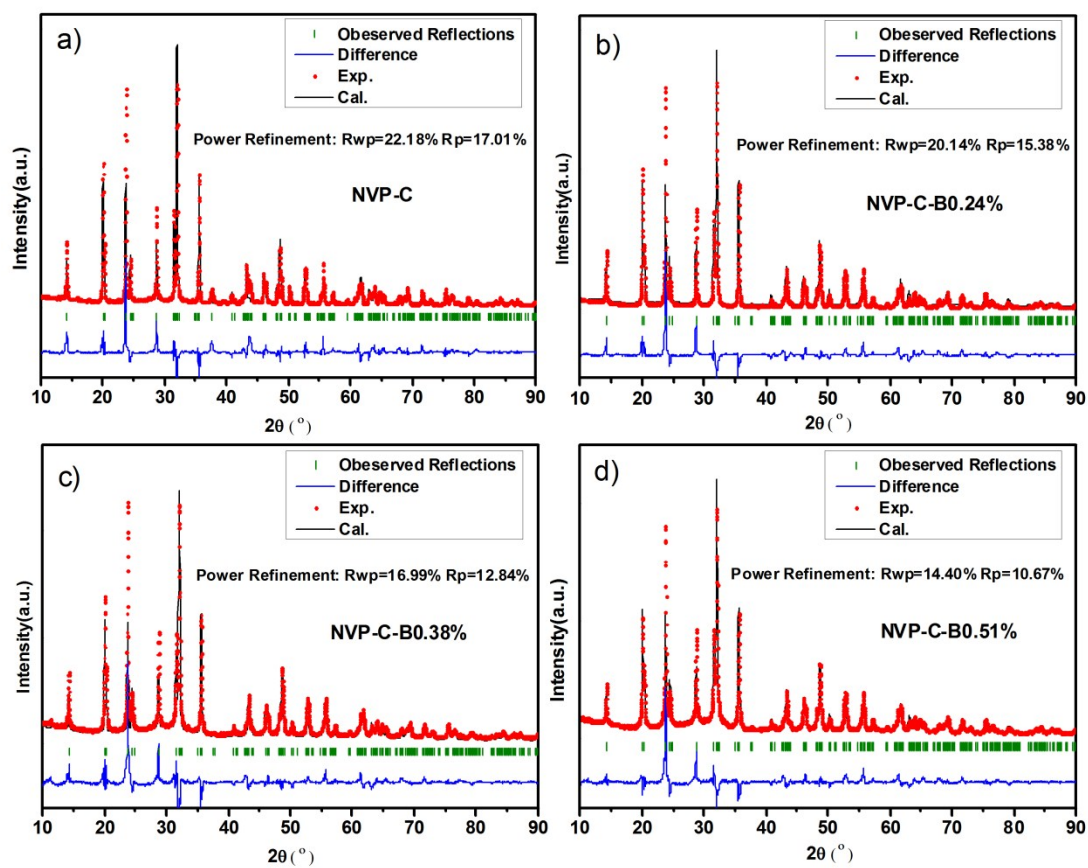 a)
Obeserved Reflections
Difference
Exp.
Cal.
Power Refinement: Rwp=22.18% Rp=17.01%
NVP-C
Intensity(a.u.)
10 20 30 40 50 60 70 80 90
2θ (°)
b)
Obeserved Reflections
Difference
Exp.
Cal.
Power Refinement: Rwp=20.14% Rp=15.38%
NVP-C-B0.24%
Intensity(a.u.)
10 20 30 40 50 60 70 80 90
2θ (°)
c)
Obeserved Reflections
Difference
Exp.
Cal.
Power Refinement: Rwp=16.99% Rp=12.84%
NVP-C-B0.38%
Intensity(a.u.)
10 20 30 40 50 60 70 80 90
2θ (°)
d)
Obeserved Reflections
Difference
Exp.
Cal.
Power Refinement: Rwp=14.40% Rp=10.67%
NVP-C-B0.51%
Intensity(a.u.)
10 20 30 40 50 60 70 80 90
2θ (°)